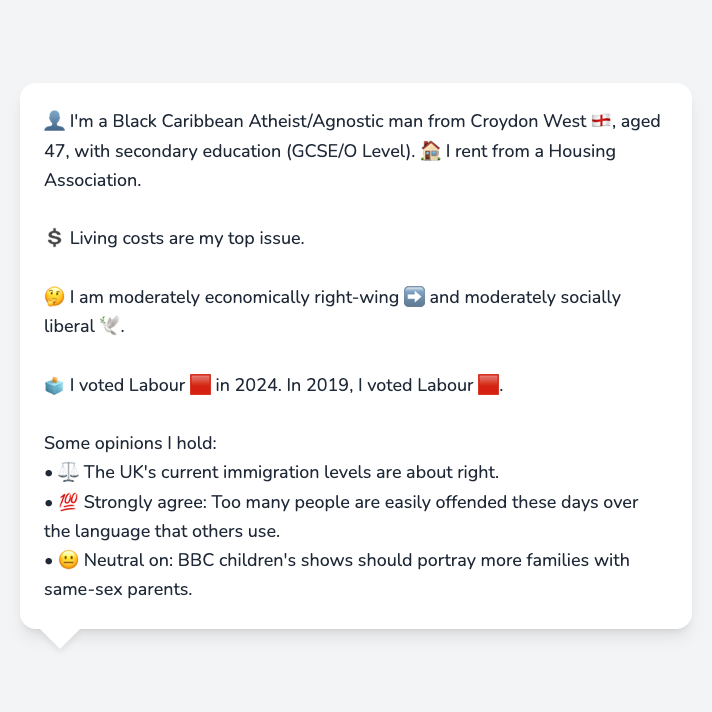 👤 I'm a Black Caribbean Atheist/Agnostic man from Croydon West 🏴󠁧󠁢󠁥󠁮󠁧󠁿, aged
47, with secondary education (GCSE/O Level). 🏠 I rent from a Housing
Association.
💲 Living costs are my top issue.
🤔 I am moderately economically right-wing ➡️ and moderately socially
liberal 🕊️.
🗳️ I voted Labour 🟥 in 2024. In 2019, I voted Labour 🟥.
Some opinions I hold:
• ⚖️ The UK's current immigration levels are about right.
• 💯 Strongly agree: Too many people are easily offended these days over
the language that others use.
• 😐 Neutral on: BBC children's shows should portray more families with
same-sex parents.